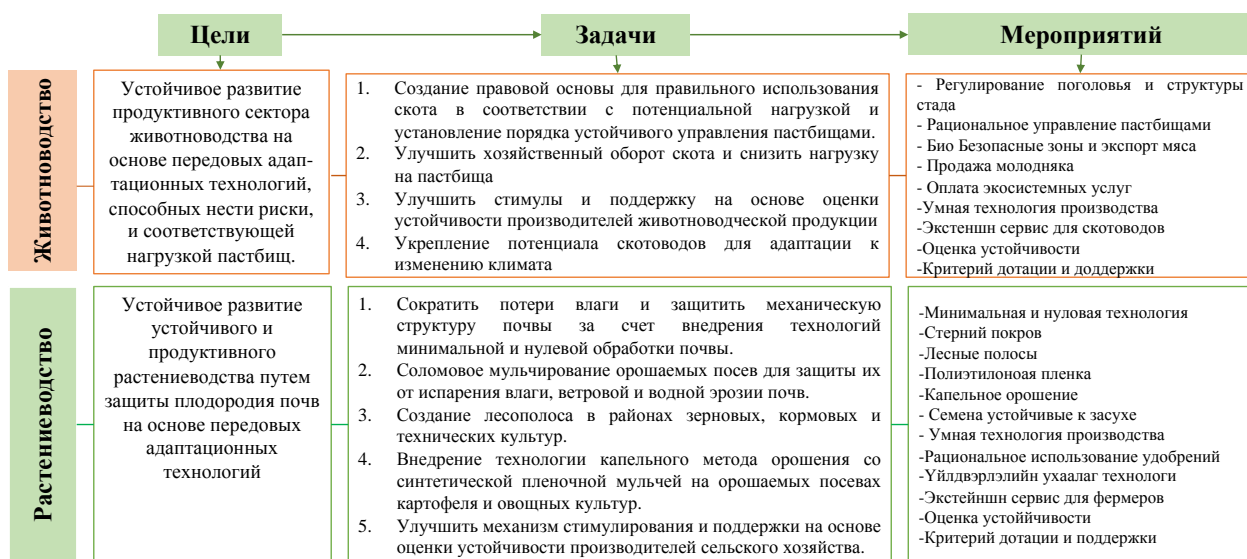 Цели
Задачи
Мероприятий
Животноводство
Устойчивое развитие
продуктивного сектора
животноводства на
основе передовых адап-
тационных технологий,
способных нести риски,
и соответствующей
нагрузкой пастбищ.
1. Создание правовой основы для правильного использования
скота в соответствии с потенциальной нагрузкой и
установление порядка устойчивого управления пастбищами.
2. Улучшить хозяйственный оборот скота и снизить нагрузку
на пастбища
3. Улучшить стимулы и поддержку на основе оценки
устойчивости производителей животноводческой продукции
4. Укрепление потенциала скотоводов для адаптации к
изменению климата
- Регулирование поголовья и структуры
стада
- Рациональное управление пастбищами
- Био Безопасные зоны и экспорт мяса
- Продажа молодняка
- Оплата экосистемных услуг
-Умная технология производства
-Экстеншн сервис для скотоводов
-Оценка устойчивости
-Критерий дотации и доддержки
Растениеводство
Устойчивое развитие
устойчивого и
продуктивного
растениеводства путем
защиты плодородия почв
на основе передовых
адаптационных
технологий
1. Сократить потери влаги и защитить механическую
структуру почвы за счет внедрения технологий
минимальной и нулевой обработки почвы.
2. Соломовое мульчирование орошаемых посев для защиты их
от испарения влаги, ветровой и водной эрозии почв.
3. Создание лесополоса в районах зерновых, кормовых и
технических культур.
4. Внедрение технологии капельного метода орошения со
синтетической пленочной мульчей на орошаемых посевах
картофеля и овощных культур.
5. Улучшить механизм стимулирования и поддержки на основе
оценки устойчивости производителей сельского хозяйства.
-Минимальная и нуловая технология
-Стерний покров
-Лесные полосы
-Полиэтилоноая пленка
-Капельное орошение
- Семена устойчивые к засухе
- Умная технология производства
-Рациональное использование удобрений
-Үйлдвэрлэлийн ухаалаг технологи
-Экстейншн сервис для фермеров
-Оценка устоййчивости
-Критерий дотации и поддержки